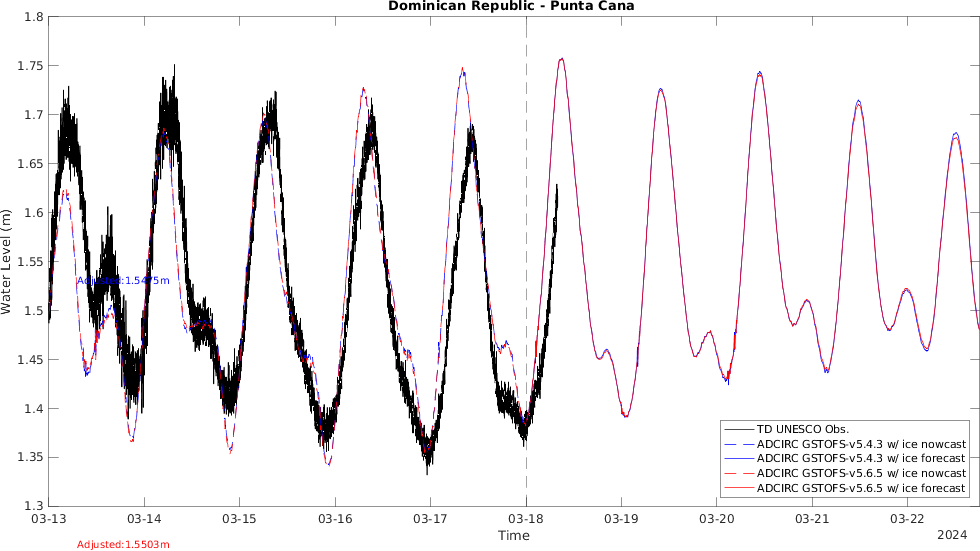 Dominican Republic - Punta Cana
1.8
1.75
1.7
1.65
1.6
1.55
1.5
1.45
1.4
1.35
1.3
Water Level (m)
Adjusted:1.5475m
TD UNESCO Obs.
ADCIRC GSTOFS-v5.4.3 w/ ice nowcast
ADCIRC GSTOFS-v5.4.3 w/ ice forecast
ADCIRC GSTOFS-v5.6.5 w/ ice nowcast
ADCIRC GSTOFS-v5.6.5 w/ ice forecast
03-13 03-14 03-15 03-16 03-17 03-18 03-19 03-20 03-21 03-22
Time
2024
Adjusted:1.5503m